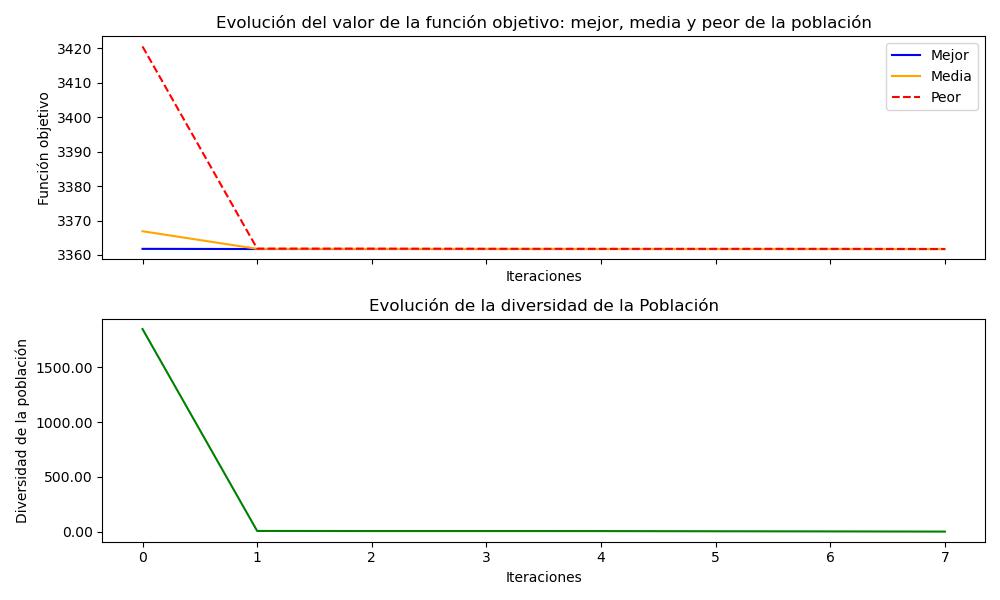 Evolución del valor de la función objetivo: mejor, media y peor de la población
3420
3410
3400
3390
3380
3370
3360
Función objetivo
Mejor
Media
Peor
Iteraciones
Evolución de la diversidad de la Población
1500.00
1000.00
500.00
0.00
Diversidad de la población
0 1 2 3 4 5 6 7
Iteraciones